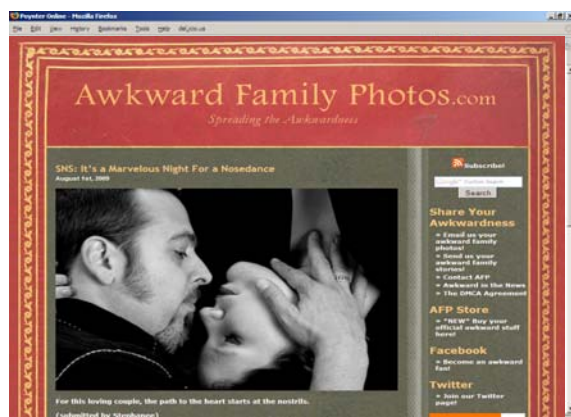 Poynter Online - Mozilla Firefox
File Edit View History Bookmarks Tools Help del.icio.us
Awkward Family Photos.com
Spreading the Awkwardness
SNS: It's a Marvelous Night For a Nosedance
August 1st, 2009
For this loving couple, the path to the heart starts at the nostrils.
(submitted by Stephanee)
Subscribe!
Search
Share Your
Awkwardness
» Email us your
awkward family
photos!
» Send us your
awkward family
stories!
» Contact AFP
» Awkward in the News
» The DMCA Agreement
AFP Store
» *NEW* Buy your
official awkward stuff
here!
Facebook
» Become an awkward
fan!
Twitter
» Join our Twitter
page!